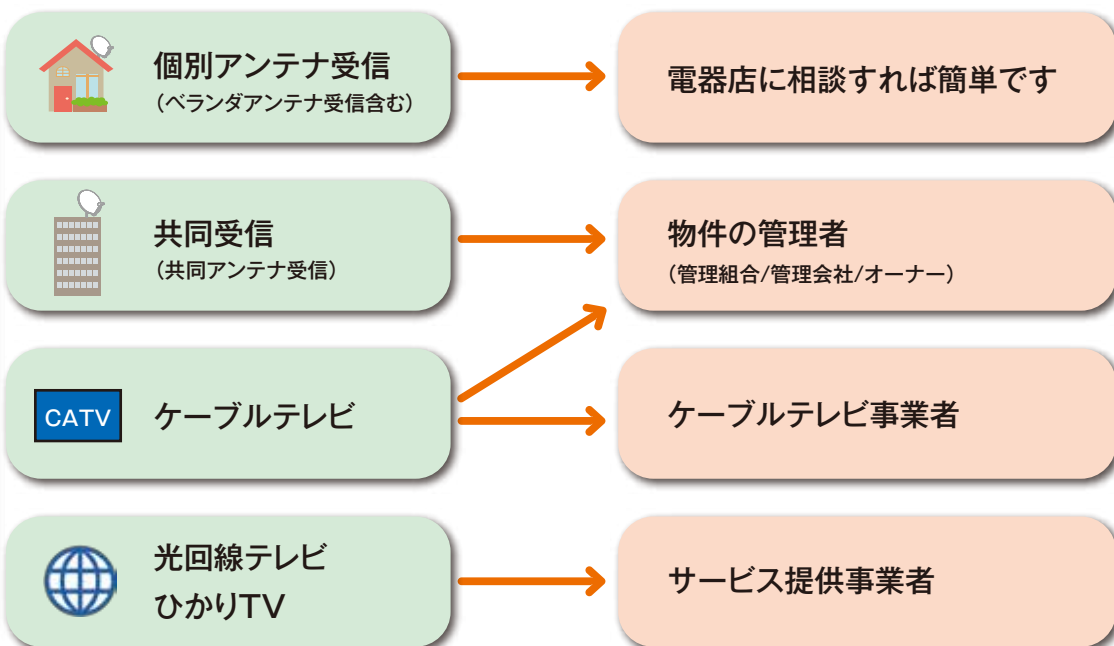 個別アンテナ受信
（ベランダアンテナ受信含む）
電器店に相談すれば簡単です
共同受信
（共同アンテナ受信）
物件の管理者
（管理組合/管理会社/オーナー）
CATV
ケーブルテレビ
ケーブルテレビ事業者
光回線テレビ
ひかりTV
サービス提供事業者